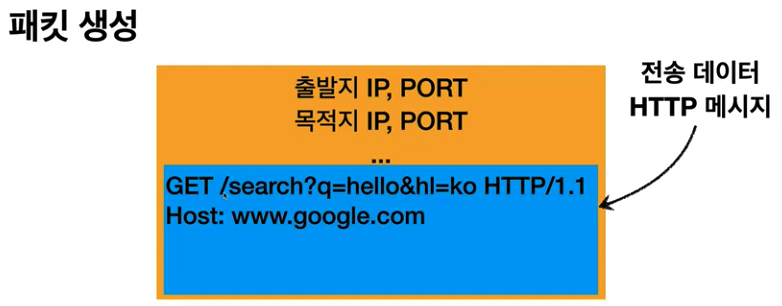 패킷 생성
출발지 IP, PORT
목적지 IP, PORT
...
GET /search?q=hello&hl=ko HTTP/1.1
Host: www.google.com
전송 데이터
HTTP 메시지